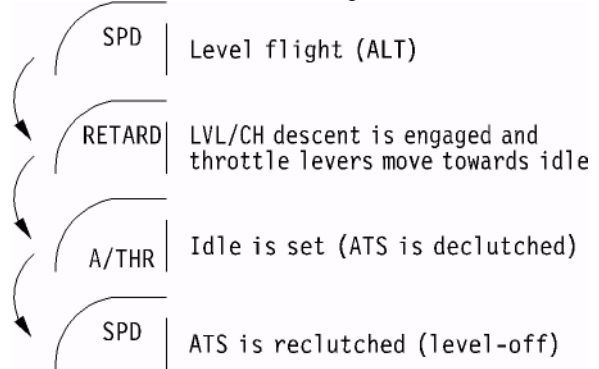 SPD
Level flight (ALT)
RETARD
LVL/CH descent is engaged and
throttle levers move towards idle
A/THR
Idle is set (ATS is declutched)
SPD
ATS is reclutched (level-off)